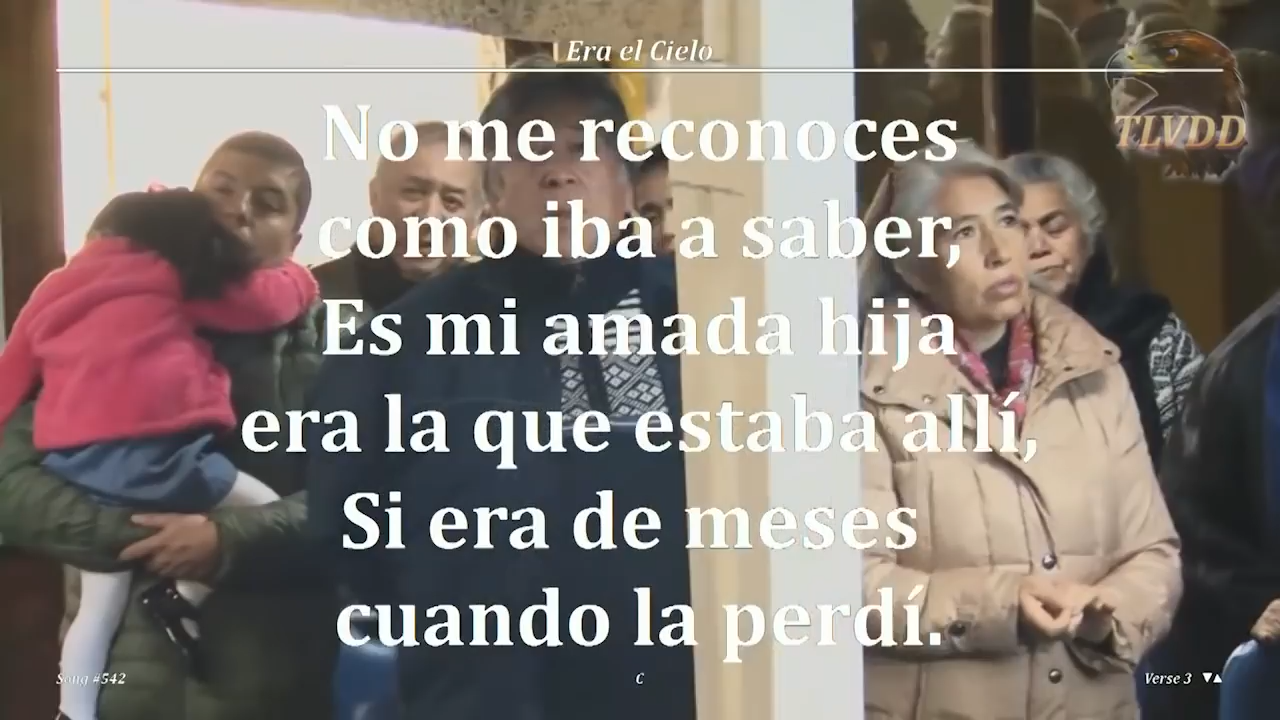 Era el Cielo
TLVDD
No me reconoces
como iba a saber,
Es mi amada hija
era la que estaba allí,
Si era de meses
cuando la perdí.
Song #542
C
Verse 3 ▼▲